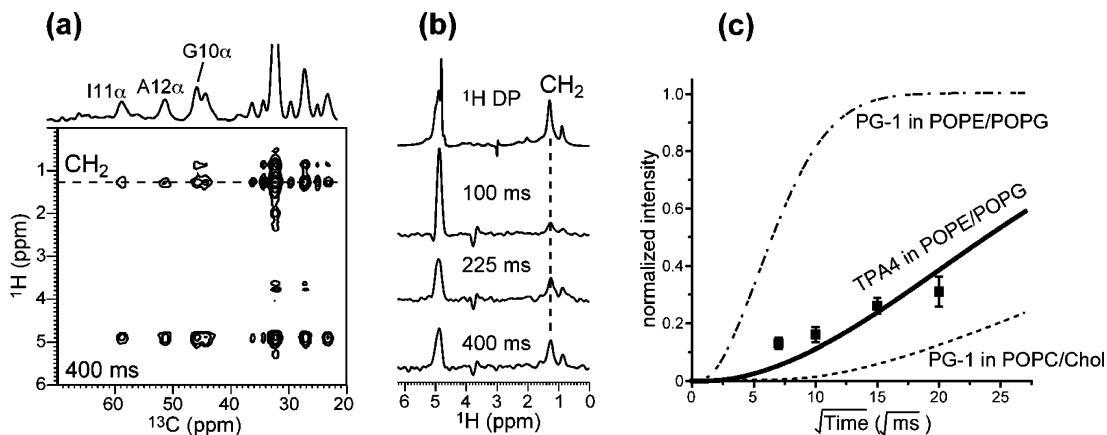 (a)
G10α
A12α
I11α
CH₂
400 ms
1
2
3
4
5
6
¹H (ppm)
60 50 40 30 20
¹³C (ppm)
(b)
¹H DP
CH₂
100 ms
225 ms
400 ms
6 5 4 3 2 1 0
¹H (ppm)
(c)
1.0
0.8
0.6
0.4
0.2
0
normalized intensity
PG-1 in POPE/POPG
TPA4 in POPE/POPG
PG-1 in POPC/Chol
0 5 10 15 20 25
√Time (√ms)